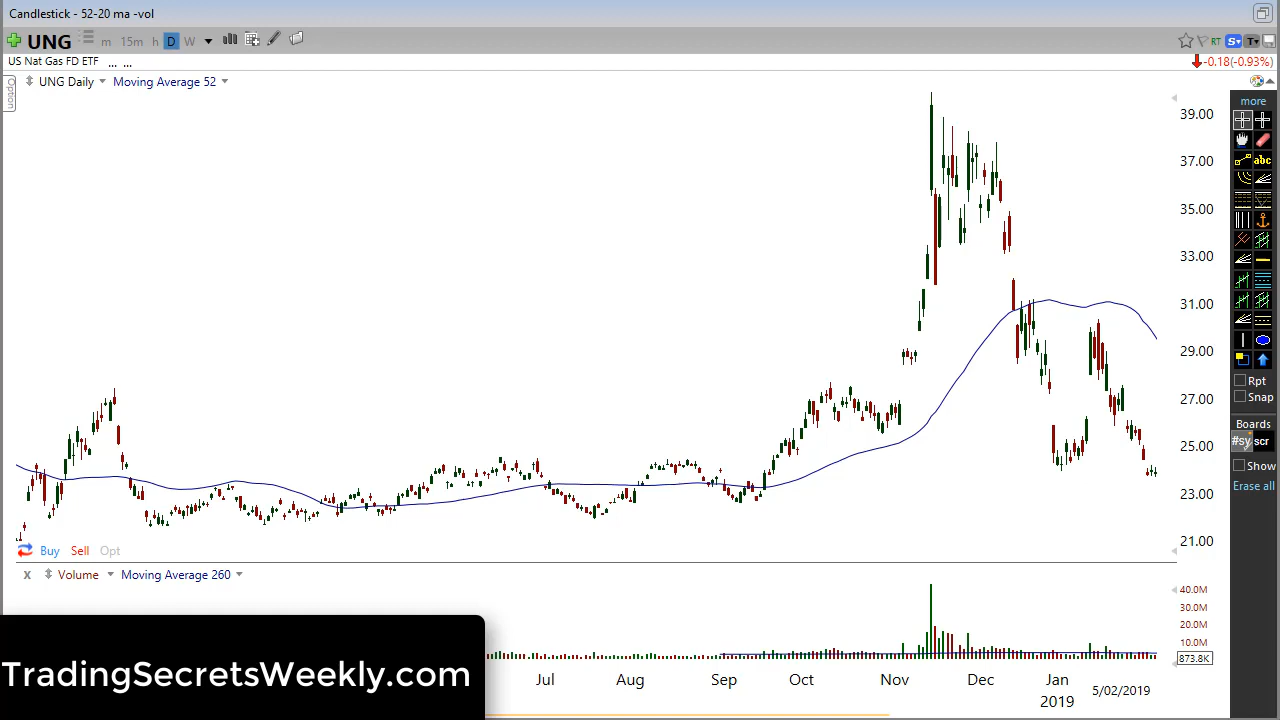 Candlestick - 52-20 ma -vol
UNG m 15m h D W RT S T
US Nat Gas FD ETF ... ... -0.18(-0.93%)
Option
UNG Daily Moving Average 52
more
abc
39.00
37.00
35.00
33.00
31.00
29.00
27.00
25.00
23.00
21.00
Rpt
Snap
Boards
#sy scr
Show
Erase all
Buy Sell Opt
x Volume Moving Average 260
40.0M
30.0M
20.0M
10.0M
873.8K
TradingSecretsWeekly.com
Jul Aug Sep Oct Nov Dec Jan
2019
5/02/2019